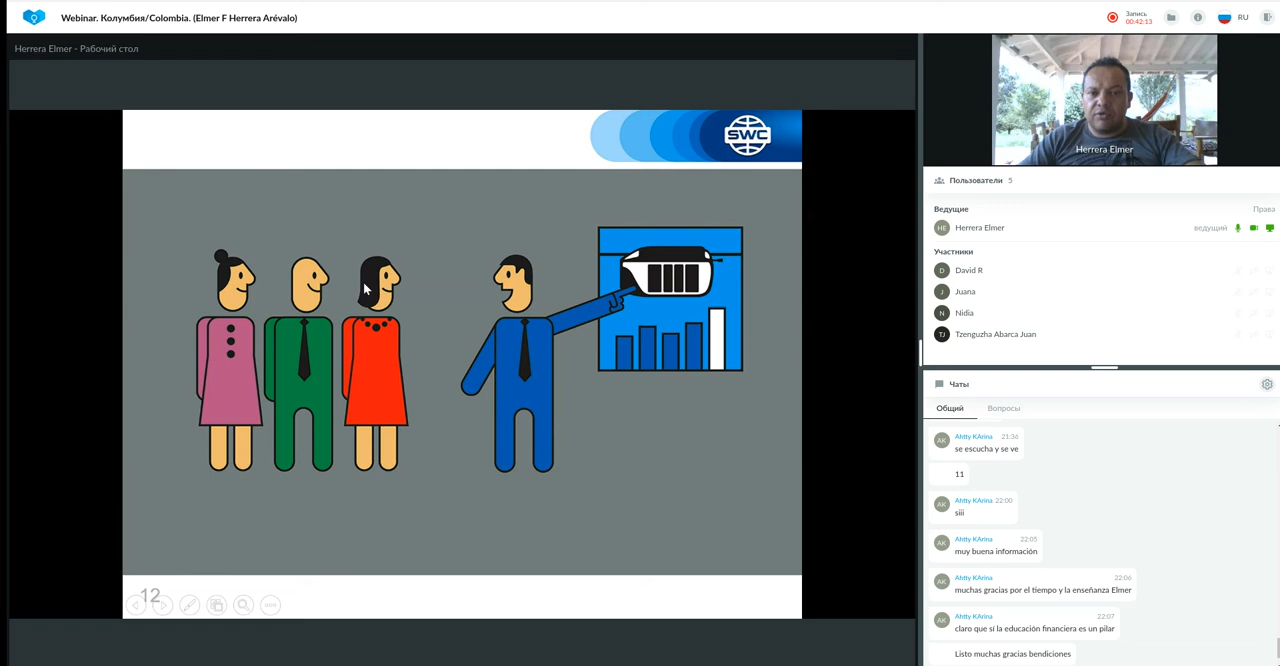 Webinar. Колумбия/Colombia. (Elmer F Herrera Arévalo)
Запись
00:42:13
RU
Herrera Elmer - Рабочий стол
SWC
12
Herrera Elmer
Пользователи 5
Ведущие Права
HE Herrera Elmer ведущий
Участники
D David R
J Juana
N Nidia
TJ Tzenguzha Abarca Juan
Чаты
Общий Вопросы
AK Ahtty KArina 21:36
se escucha y se ve
11
AK Ahtty KArina 22:00
siii
AK Ahtty KArina 22:05
muy buena información
AK Ahtty KArina 22:06
muchas gracias por el tiempo y la enseñanza Elmer
AK Ahtty KArina 22:07
claro que sí la educación financiera es un pilar
Listo muchas gracias bendiciones